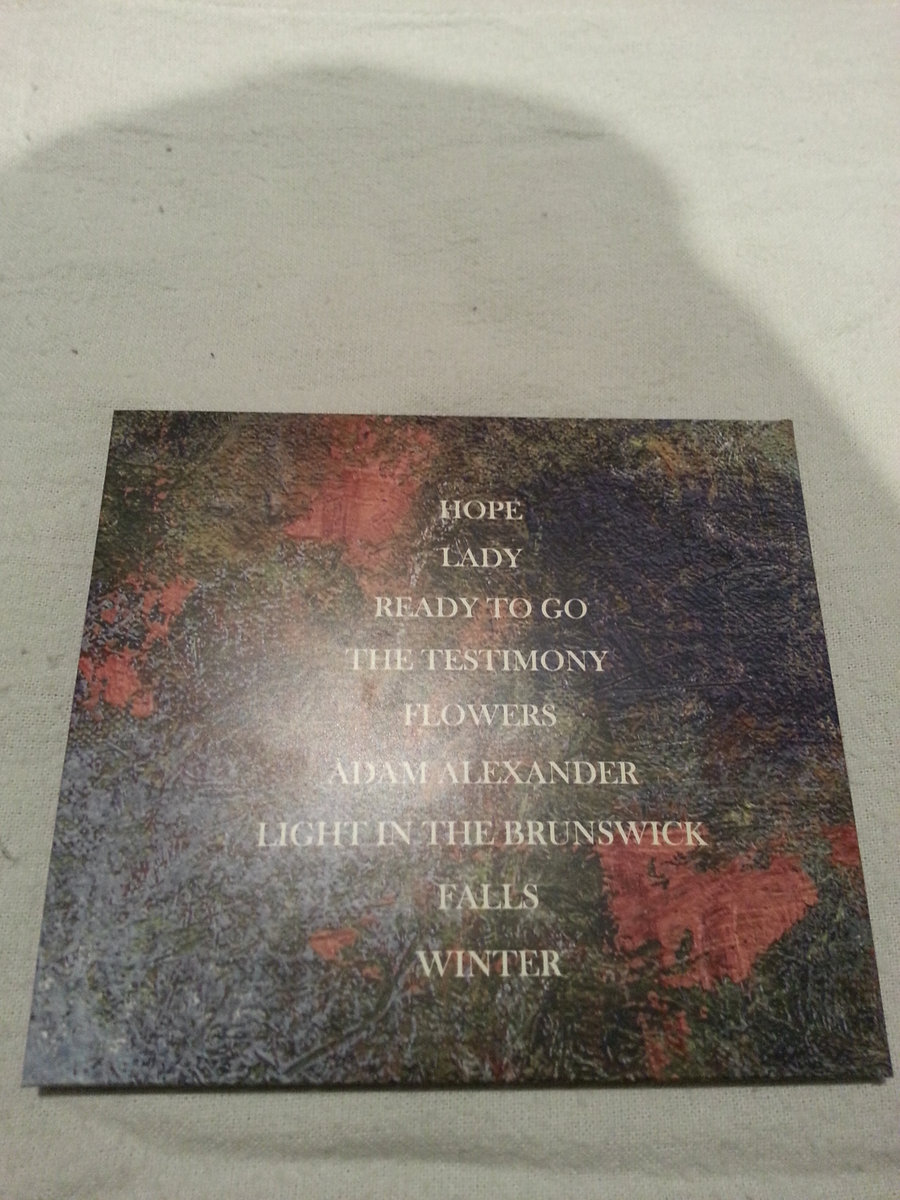 HOPE
LADY
READY TO GO
THE TESTIMONY
FLOWERS
ADAM ALEXANDER
LIGHT IN THE BRUNSWICK
FALLS
WINTER